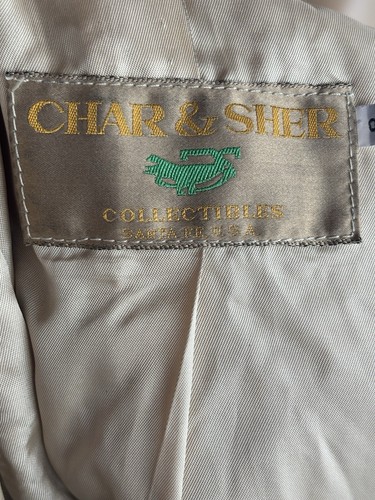 CHAR & SHER
COLLECTIBLES
SANTA FE U.S.A.